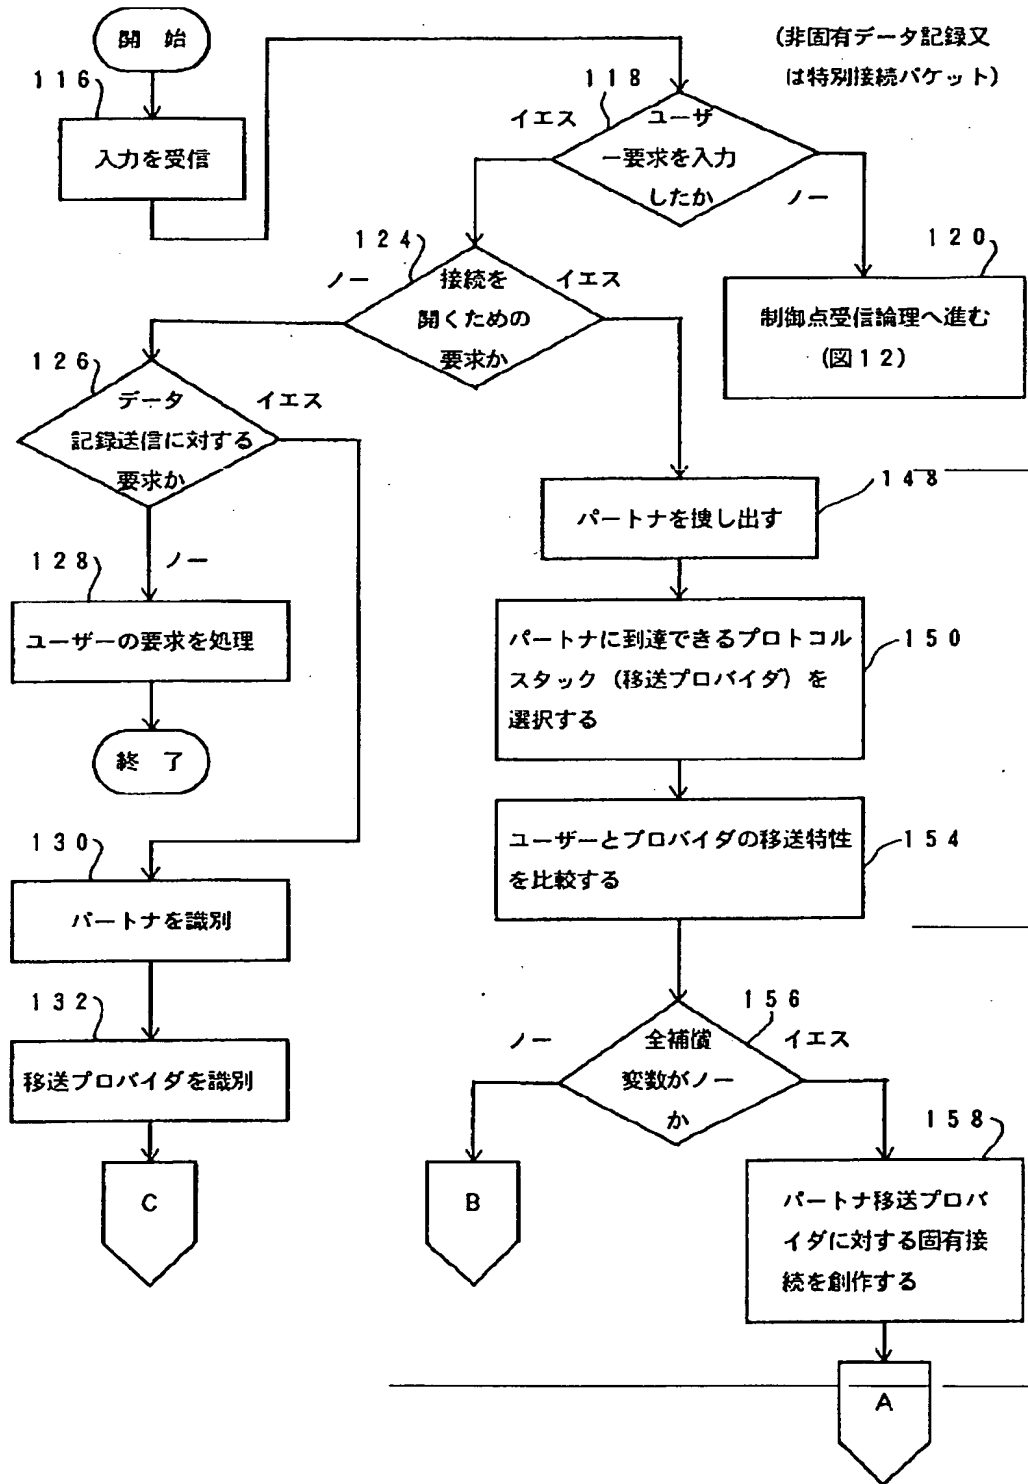 開 始
(非固有データ記録又
は特別接続パケット)
116
入力を受信
118
イエス
ユーザ
ー要求を入力
したか
ノー
120
制御点受信論理へ進む
(図12)
124
ノー
接続を
イエス
開くための
要求か
126
データ
イエス
記録送信に対する
要求か
ノー
128
ユーザーの要求を処理
終 了
148
パートナを捜し出す
150
パートナに到達できるプロトコル
スタック (移送プロバイダ) を
選択する
154
ユーザーとプロバイダの移送特性
を比較する
130
パートナを識別
132
移送プロバイダを識別
C
156
ノー
全補償
イエス
変数がノー
か
B
158
パートナ移送プロバ
イダに対する固有接
続を創作する
A